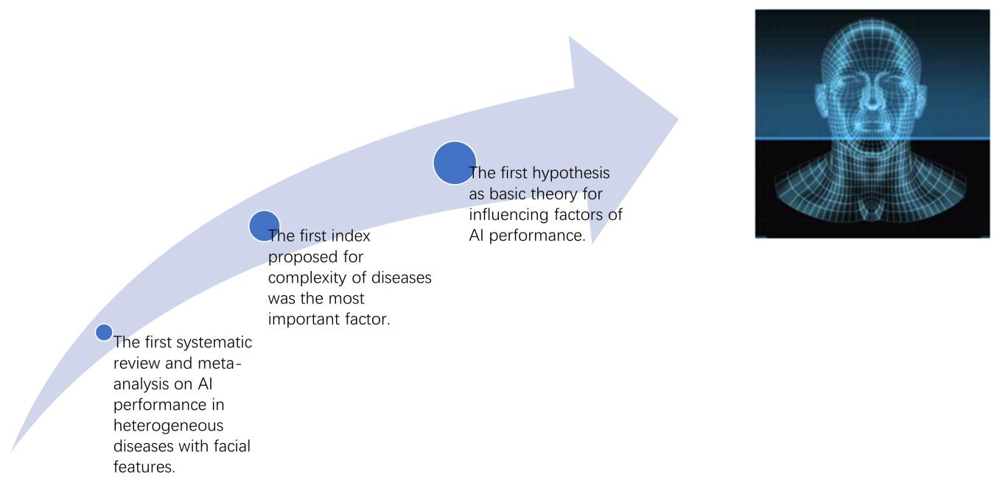 The first systematic
review and meta-
analysis on AI
performance in
heterogeneous
diseases with facial
features.
The first index
proposed for
complexity of diseases
was the most
important factor.
The first hypothesis
as basic theory for
influencing factors of
AI performance.